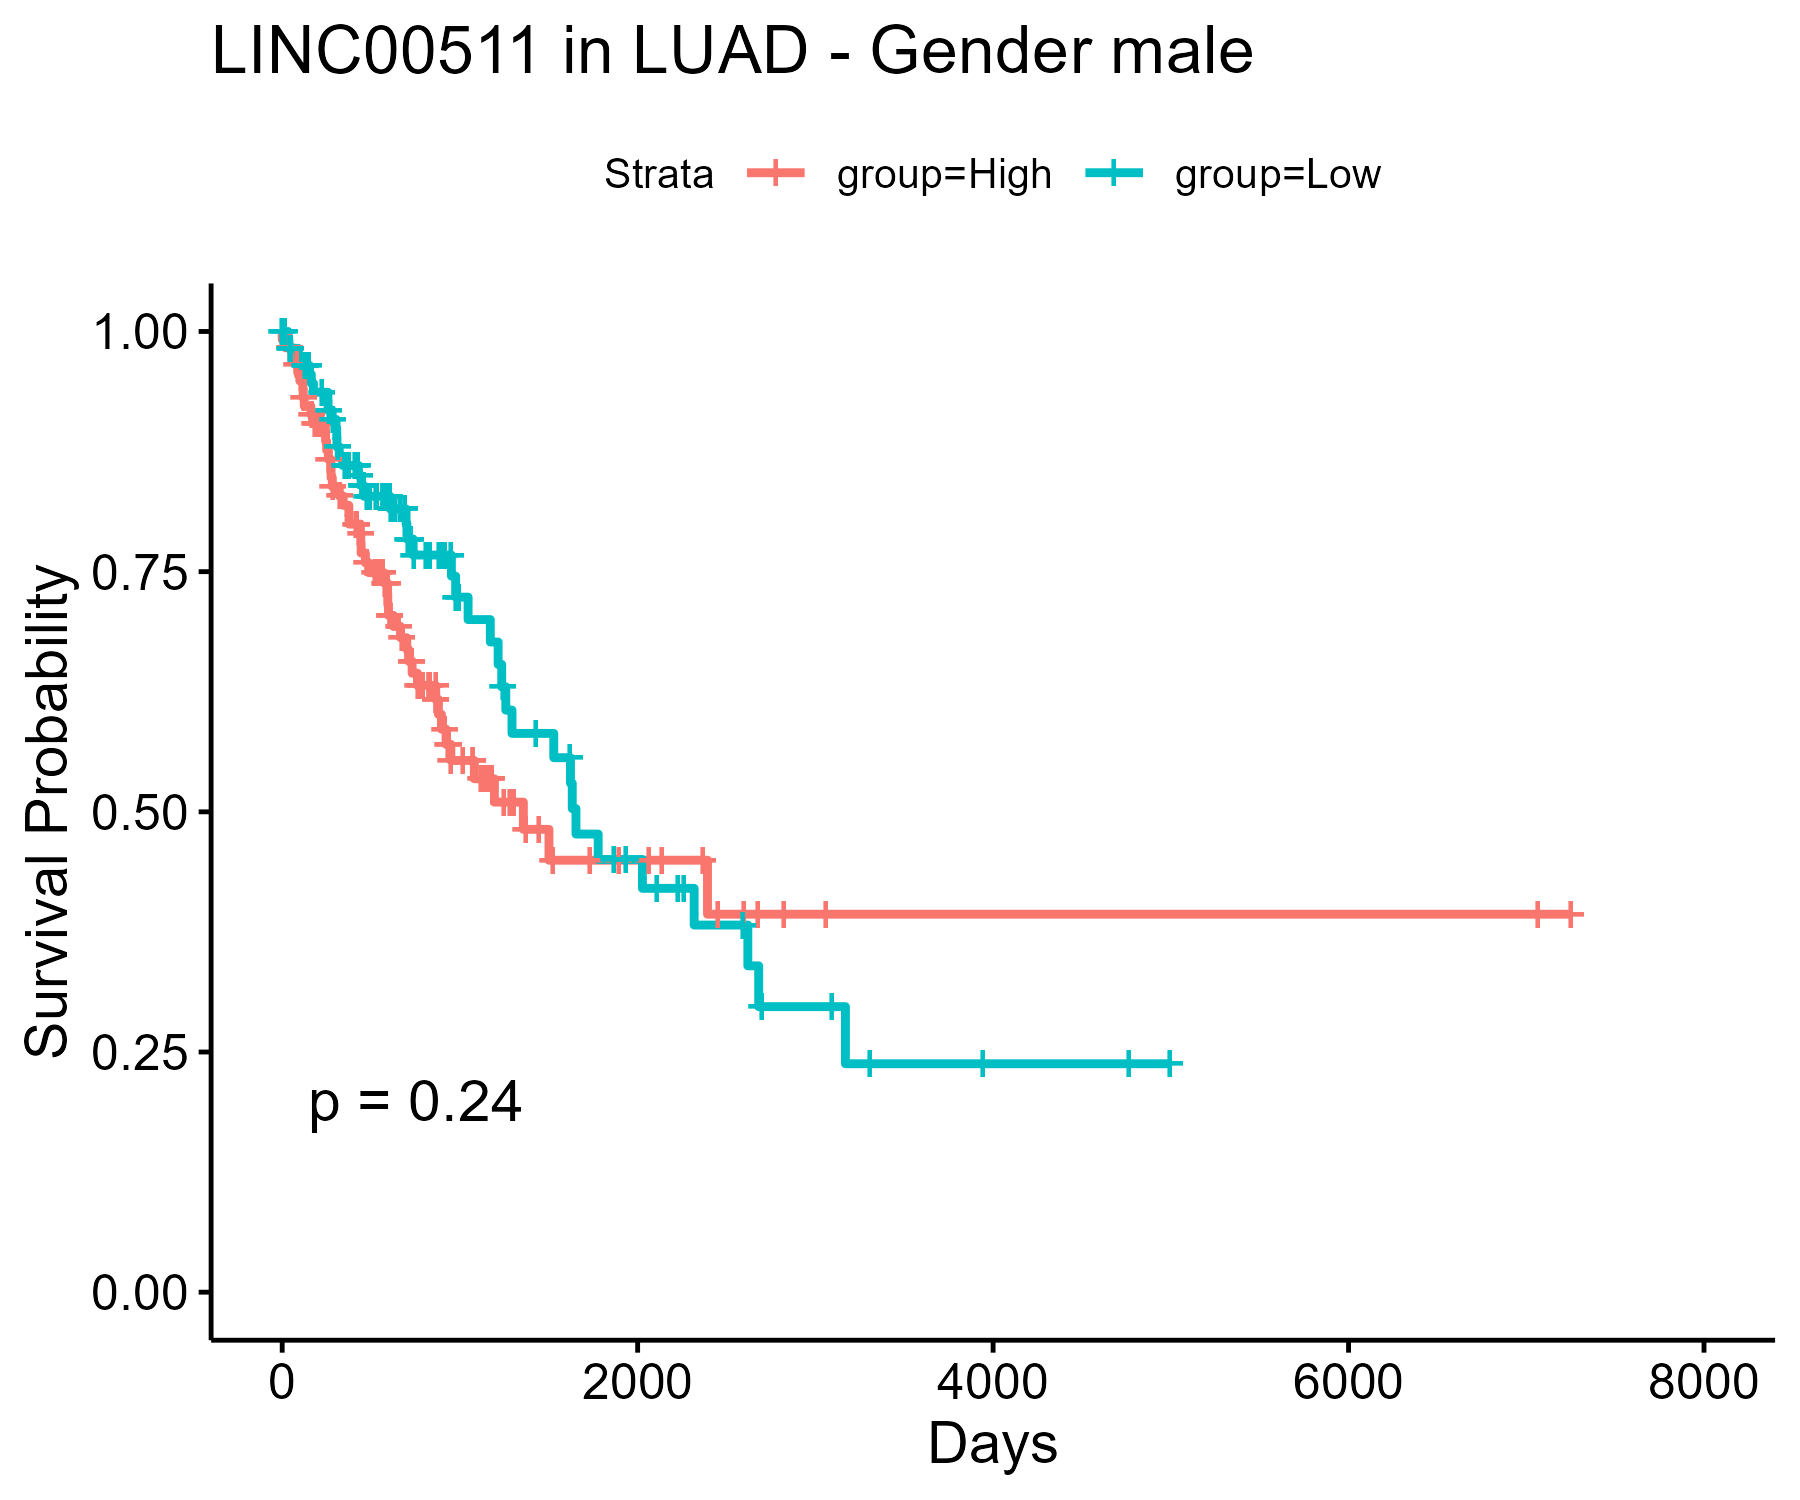 LINC00511 in LUAD - Gender male
Strata group=High group=Low
Survival Probability
1.00
0.75
0.50
0.25
0.00
p = 0.24
0 2000 4000 6000 8000
Days